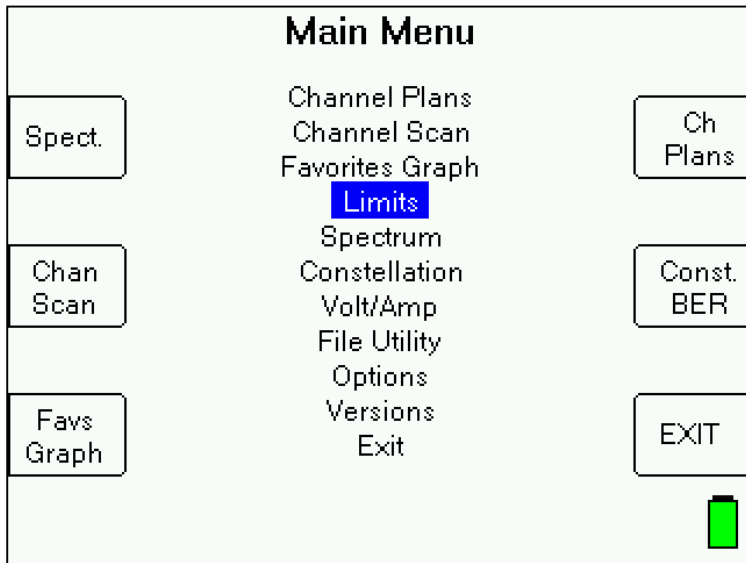 Main Menu
Channel Plans
Channel Scan
Favorites Graph
Limits
Spectrum
Constellation
Volt/Amp
File Utility
Options
Versions
Exit
Spect.
Chan
Scan
Favs
Graph
Ch
Plans
Const.
BER
EXIT